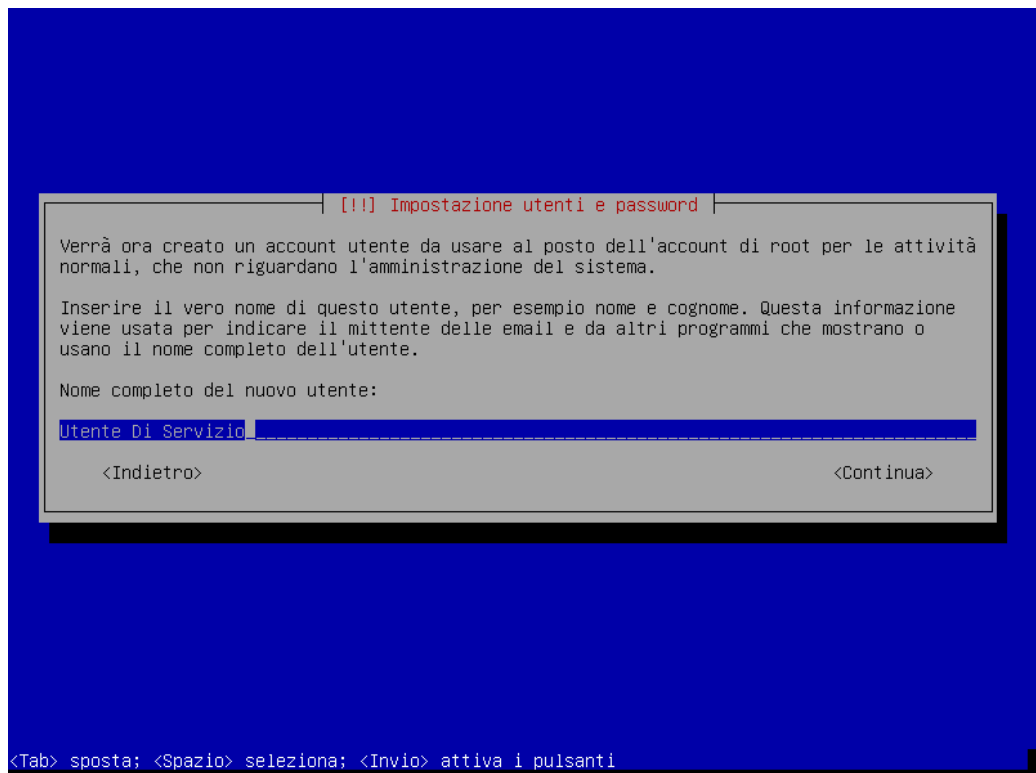 [!!] Impostazione utenti e password
Verrà ora creato un account utente da usare al posto dell'account di root per le attività
normali, che non riguardano l'amministrazione del sistema.
Inserire il vero nome di questo utente, per esempio nome e cognome. Questa informazione
viene usata per indicare il mittente delle email e da altri programmi che mostrano o
usano il nome completo dell'utente.
Nome completo del nuovo utente:
Utente Di Servizio
<Indietro> <Continua>
<Tab> sposta; <Spazio> seleziona; <Invio> attiva i pulsanti